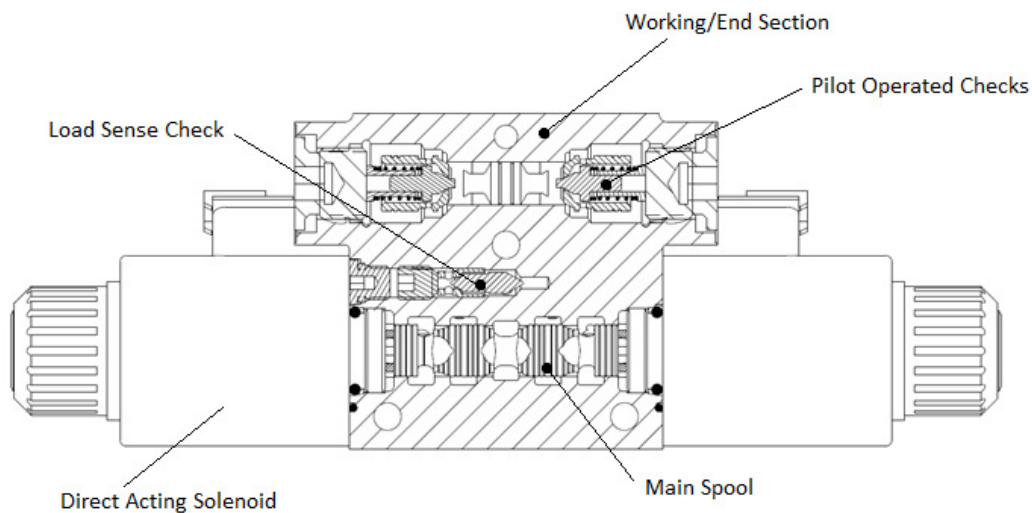 Working/End Section
Pilot Operated Checks
Load Sense Check
Direct Acting Solenoid
Main Spool